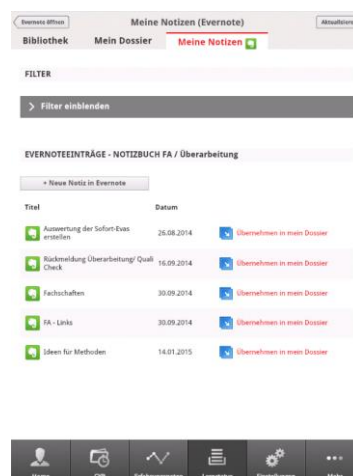 Evernote öffnen
Meine Notizen (Evernote)
Aktualisieren
Bibliothek Mein Dossier Meine Notizen
FILTER
Filter einblenden
EVERNOTEEINTRÄGE - NOTIZBUCH FA / Überarbeitung
+ Neue Notiz in Evernote
Titel Datum
Auswertung der Sofort-Evas
erstellen
26.08.2014 Übernehmen in mein Dossier
Rückmeldung Überarbeitung/ Quali
Check
16.09.2014 Übernehmen in mein Dossier
Fachschaften 30.09.2014 Übernehmen in mein Dossier
FA - Links 30.09.2014 Übernehmen in mein Dossier
Ideen für Methoden 14.01.2015 Übernehmen in mein Dossier